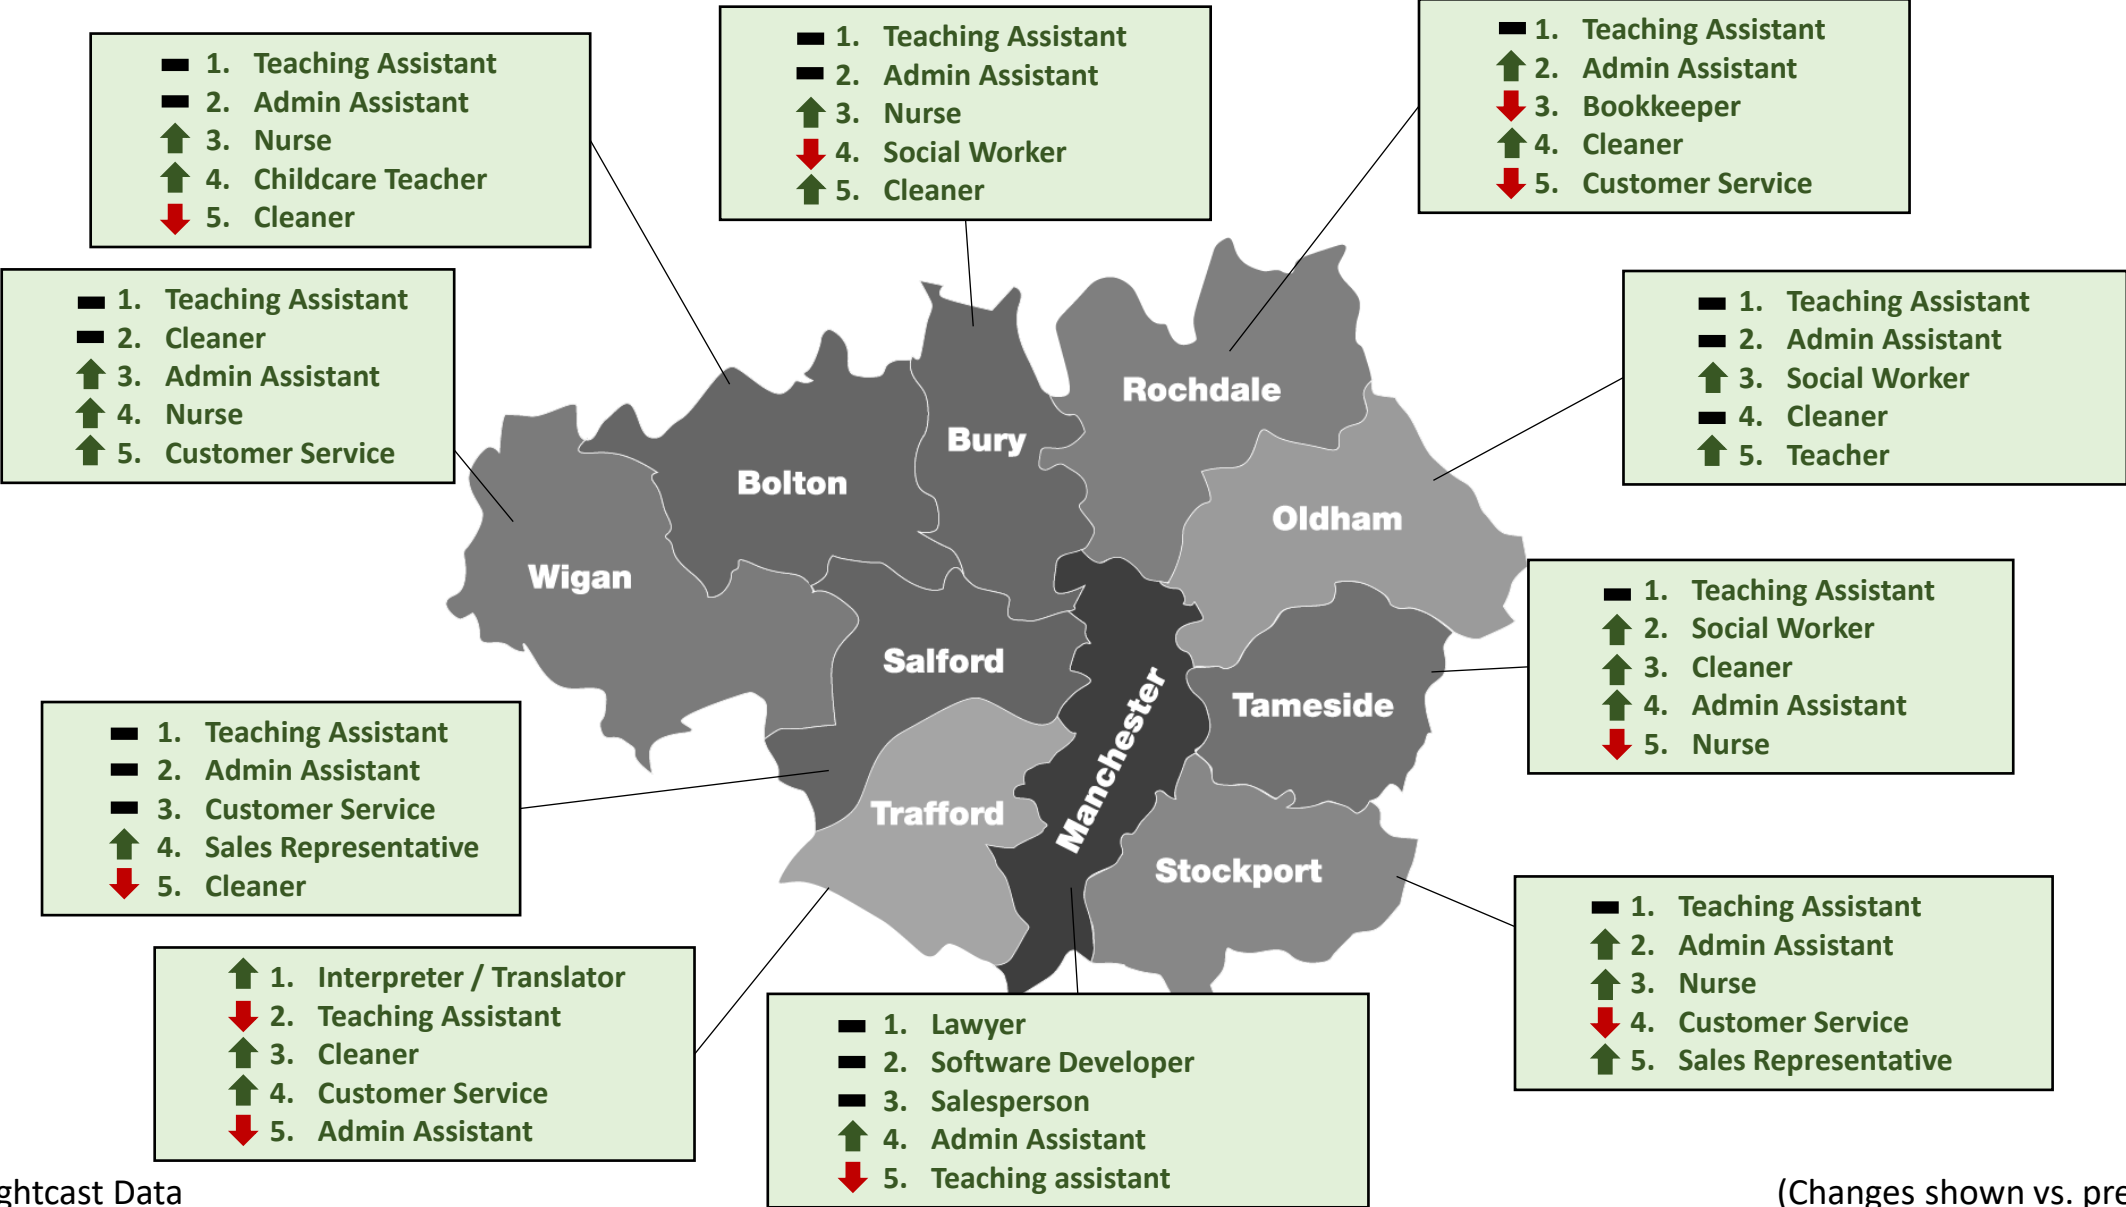 1. Teaching Assistant
2. Admin Assistant
3. Nurse
4. Childcare Teacher
5. Cleaner
1. Teaching Assistant
2. Admin Assistant
3. Nurse
4. Social Worker
5. Cleaner
1. Teaching Assistant
2. Admin Assistant
3. Bookkeeper
4. Cleaner
5. Customer Service
1. Teaching Assistant
2. Cleaner
3. Admin Assistant
4. Nurse
5. Customer Service
1. Teaching Assistant
2. Admin Assistant
3. Social Worker
4. Cleaner
5. Teacher
Rochdale
Bury
Bolton
Oldham
Wigan
Salford
Tameside
Manchester
Trafford
Stockport
1. Teaching Assistant
2. Social Worker
3. Cleaner
4. Admin Assistant
5. Nurse
1. Teaching Assistant
2. Admin Assistant
3. Customer Service
4. Sales Representative
5. Cleaner
1. Teaching Assistant
2. Admin Assistant
3. Nurse
4. Customer Service
5. Sales Representative
1. Interpreter / Translator
2. Teaching Assistant
3. Cleaner
4. Customer Service
5. Admin Assistant
1. Lawyer
2. Software Developer
3. Salesperson
4. Admin Assistant
5. Teaching assistant
ghtcast Data
(Changes shown vs. pre